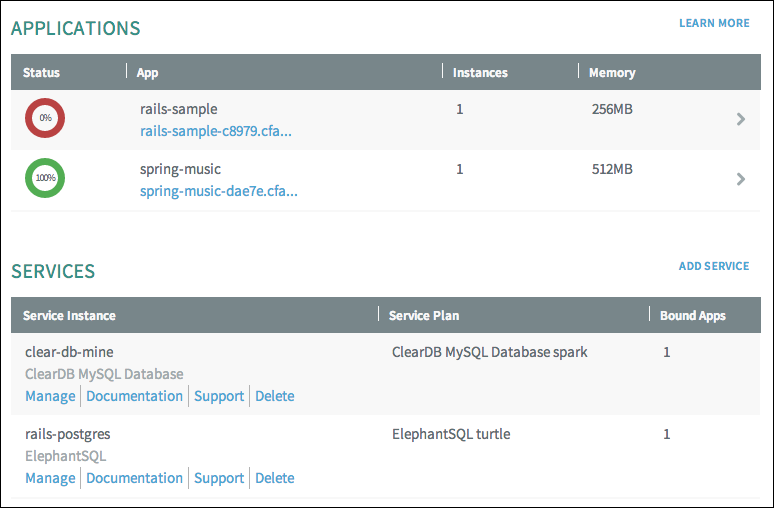 APPLICATIONS LEARN MORE
Status App Instances Memory
0% rails-sample 1 256MB
rails-sample-c8979.cfa...
100% spring-music 1 512MB
spring-music-dae7e.cfa...
SERVICES ADD SERVICE
Service Instance Service Plan Bound Apps
clear-db-mine ClearDB MySQL Database spark 1
ClearDB MySQL Database
Manage Documentation Support Delete
rails-postgres ElephantSQL turtle 1
ElephantSQL
Manage Documentation Support Delete